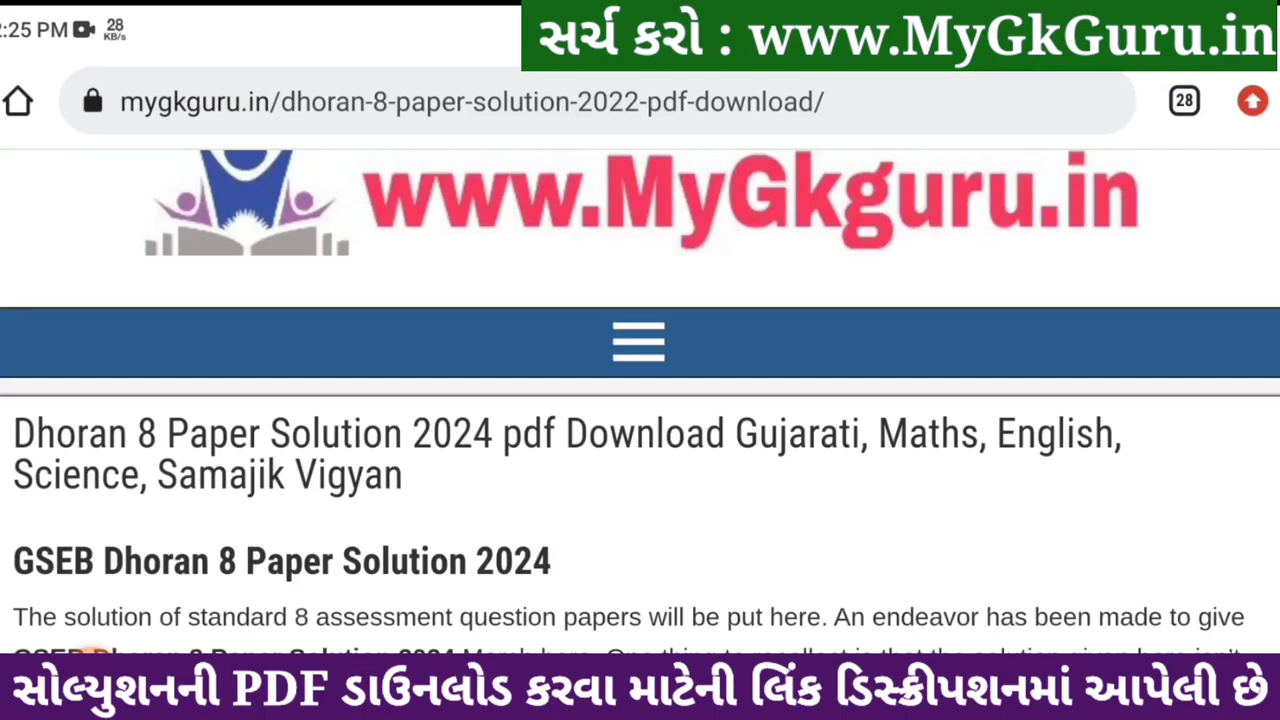 :25 PM 28 KB/s
સર્ચ કરો : www.MyGkGuru.in
mygkguru.in/dhoran-8-paper-solution-2022-pdf-download/
28
www.MyGkguru.in
Dhoran 8 Paper Solution 2024 pdf Download Gujarati, Maths, English,
Science, Samajik Vigyan
GSEB Dhoran 8 Paper Solution 2024
The solution of standard 8 assessment question papers will be put here. An endeavor has been made to give
સોલ્યુશનની PDF ડાઉનલોડ કરવા માટેની લિંક ડિસ્ક્રીપશનમાં આપેલી છે